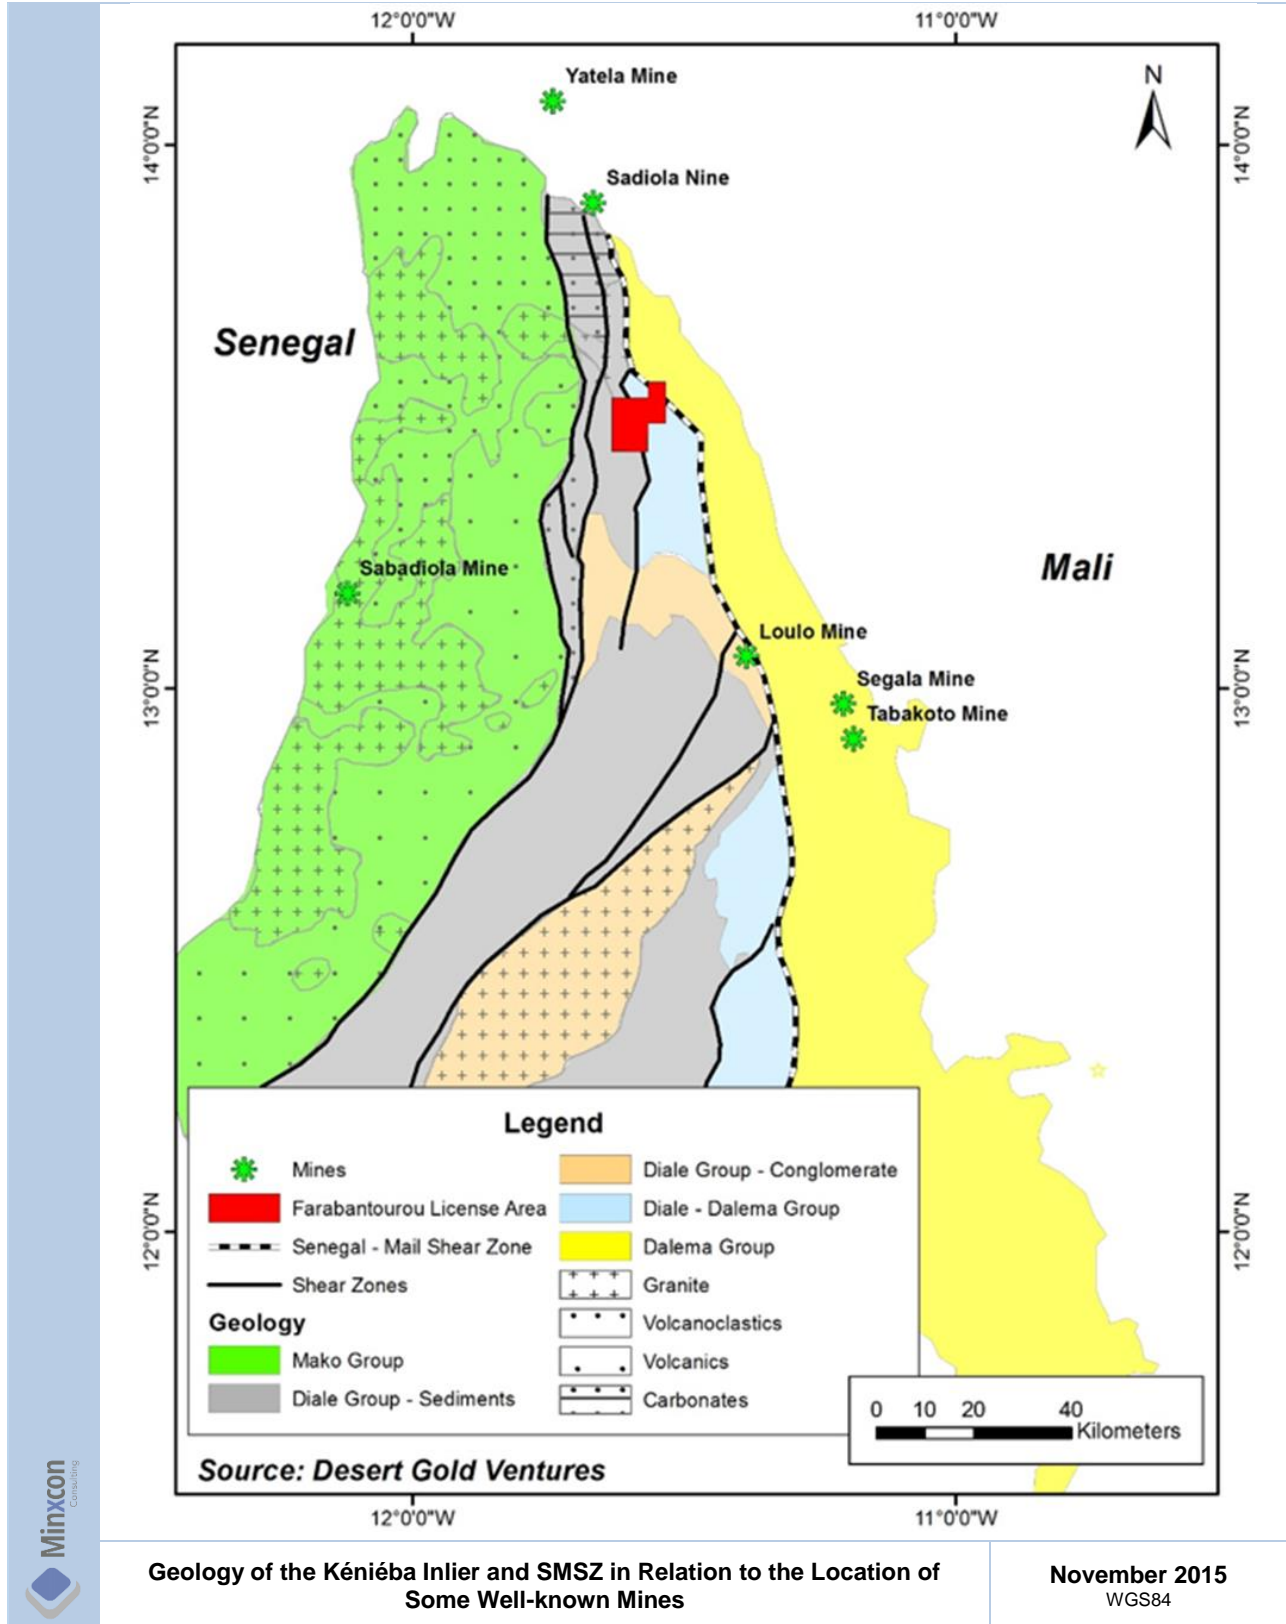 12°0'0"W
11°0'0"W
N
Yatela Mine
14°0'0"N
14°0'0"N
Sadiola Nine
Senegal
Mali
Sabadiola Mine
Loulo Mine
Segala Mine
Tabakoto Mine
13°0'0"N
13°0'0"N
Legend
Mines
Farabantourou License Area
Senegal - Mail Shear Zone
Shear Zones
Geology
Mako Group
Diale Group - Sediments
Diale Group - Conglomerate
Diale - Dalema Group
Dalema Group
Granite
Volcanoclastics
Volcanics
Carbonates
12°0'0"N
12°0'0"N
0 10 20 40
Kilometers
Source: Desert Gold Ventures
12°0'0"W
11°0'0"W
Minxcon
Consulting
Geology of the Kéniéba Inlier and SMSZ in Relation to the Location of
Some Well-known Mines
November 2015
WGS84